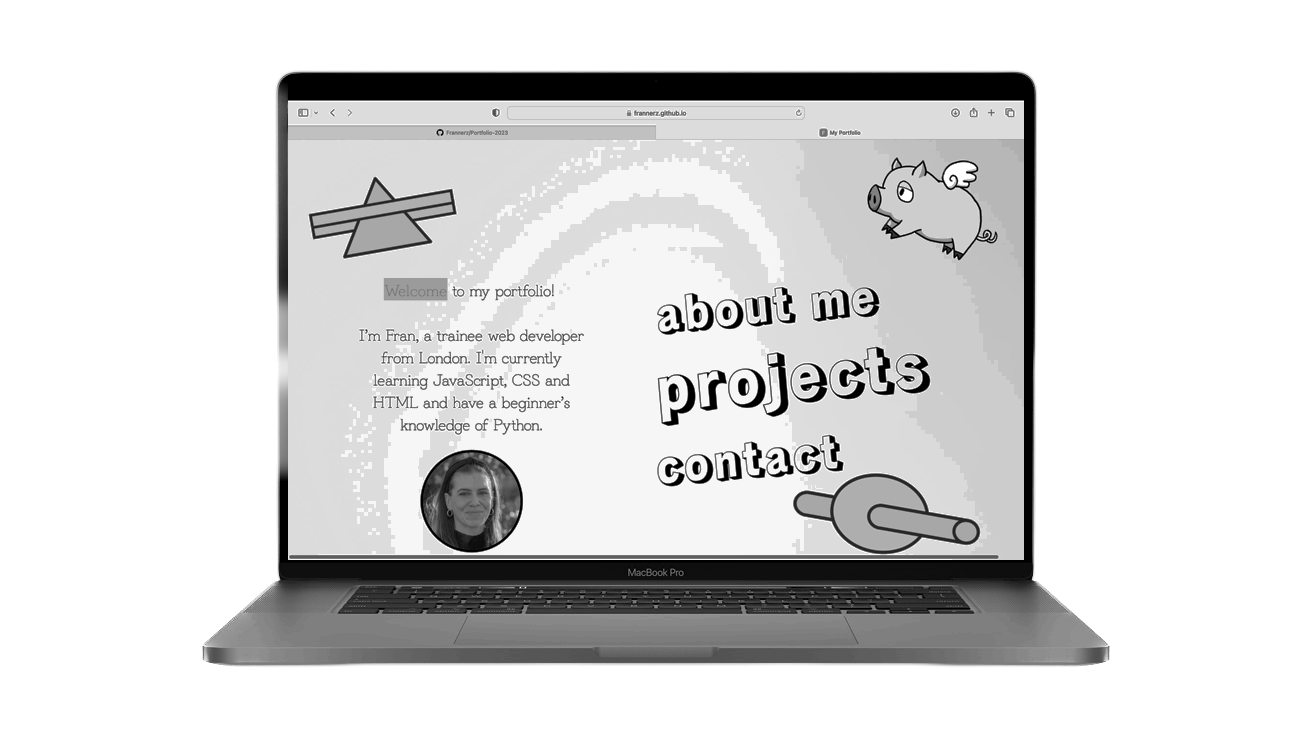 frannerz.github.io
Frannerz/Portfolio-2023
My Portfolio
Welcome to my portfolio!
I'm Fran, a trainee web developer
from London. I'm currently
learning JavaScript, CSS and
HTML and have a beginner's
knowledge of Python.
about me
projects
contact
MacBook Pro